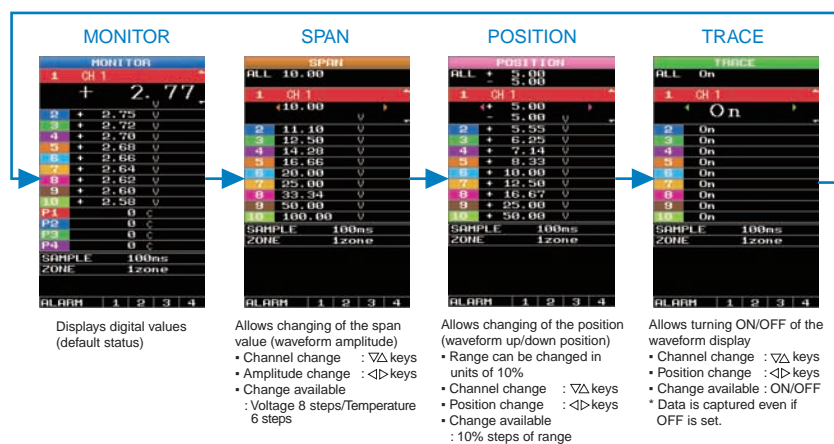 MONITOR
SPAN
POSITION
TRACE
MONITOR
1 CH 1
+ 2.77
V
2 + 2.75 V
3 + 2.72 V
4 + 2.70 V
5 + 2.68 V
6 + 2.66 V
7 + 2.64 V
8 + 2.62 V
9 + 2.60 V
10 + 2.58 V
P1 0 C
P2 0 C
P3 0 C
P4 0 C
SAMPLE 100ms
ZONE 1zone
ALARM 1 2 3 4
SPAN
ALL 10.00
1 CH 1
10.00
V
2 11.10 V
3 12.50 V
4 14.28 V
5 16.66 V
6 20.00 V
7 25.00 V
8 33.34 V
9 50.00 V
10 100.00 V
SAMPLE 100ms
ZONE 1zone
ALARM 1 2 3 4
POSITION
ALL + 5.00
- 5.00
1 CH 1
+ 5.00
- 5.00 V
2 + 5.55 V
3 + 6.25 V
4 + 7.14 V
5 + 8.33 V
6 + 10.00 V
7 + 12.50 V
8 + 16.67 V
9 + 25.00 V
10 + 50.00 V
SAMPLE 100ms
ZONE 1zone
ALARM 1 2 3 4
TRACE
ALL On
1 CH 1
On
2 On
3 On
4 On
5 On
6 On
7 On
8 On
9 On
10 On
SAMPLE 100ms
ZONE 1zone
ALARM 1 2 3 4
Displays digital values
(default status)
Allows changing of the span
value (waveform amplitude)
▪ Channel change : ▽△ keys
▪ Amplitude change : ◁▷ keys
▪ Change available
: Voltage 8 steps/Temperature
6 steps
Allows changing of the position
(waveform up/down position)
▪ Range can be changed in
units of 10%
▪ Channel change : ▽△ keys
▪ Position change : ◁▷ keys
▪ Change available
: 10% steps of range
Allows turning ON/OFF of the
waveform display
▪ Channel change : ▽△ keys
▪ Position change : ◁▷ keys
▪ Change available : ON/OFF
* Data is captured even if
OFF is set.